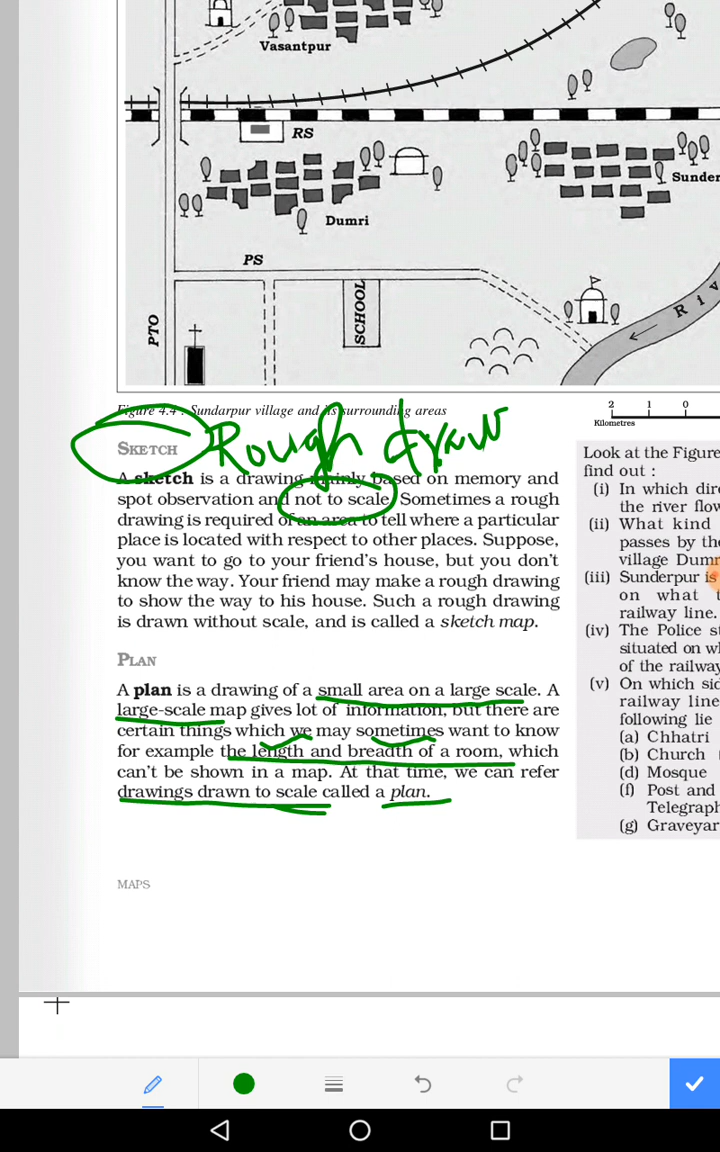 Vasantpur
RS
Sunder
Dumri
PS
PTO
SCHOOL
R i v
Figure 4.4 : Sundarpur village and its surrounding areas
2 1 0
Kilometres
Rough draw
SKETCH
A sketch is a drawing mainly based on memory and
spot observation and not to scale. Sometimes a rough
drawing is required of an area to tell where a particular
place is located with respect to other places. Suppose,
you want to go to your friend's house, but you don't
know the way. Your friend may make a rough drawing
to show the way to his house. Such a rough drawing
is drawn without scale, and is called a sketch map.
PLAN
A plan is a drawing of a small area on a large scale. A
large-scale map gives lot of information, but there are
certain things which we may sometimes want to know
for example the length and breadth of a room, which
can't be shown in a map. At that time, we can refer
drawings drawn to scale called a plan.
Look at the Figure
find out :
(i) In which dire
the river flow
(ii) What kind
passes by the
village Dumr
(iii) Sunderpur is
on what t
railway line.
(iv) The Police st
situated on wh
of the railway
(v) On which sid
railway line
following lie
(a) Chhatri
(b) Church
(d) Mosque
(f) Post and
Telegraph
(g) Graveyar
MAPS